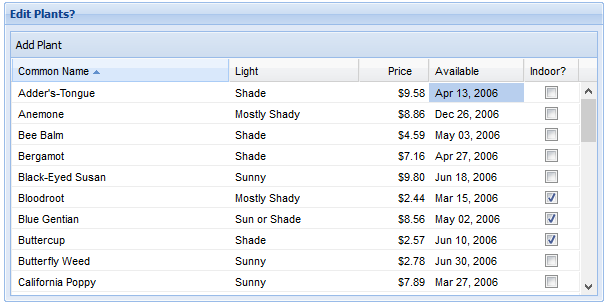 Edit Plants?
Add Plant
Common Name Light Price Available Indoor?
Adder's-Tongue Shade $9.58 Apr 13, 2006
Anemone Mostly Shady $8.86 Dec 26, 2006
Bee Balm Shade $4.59 May 03, 2006
Bergamot Shade $7.16 Apr 27, 2006
Black-Eyed Susan Sunny $9.80 Jun 18, 2006
Bloodroot Mostly Shady $2.44 Mar 15, 2006
Blue Gentian Sun or Shade $8.56 May 02, 2006
Buttercup Shade $2.57 Jun 10, 2006
Butterfly Weed Sunny $2.78 Jun 30, 2006
California Poppy Sunny $7.89 Mar 27, 2006